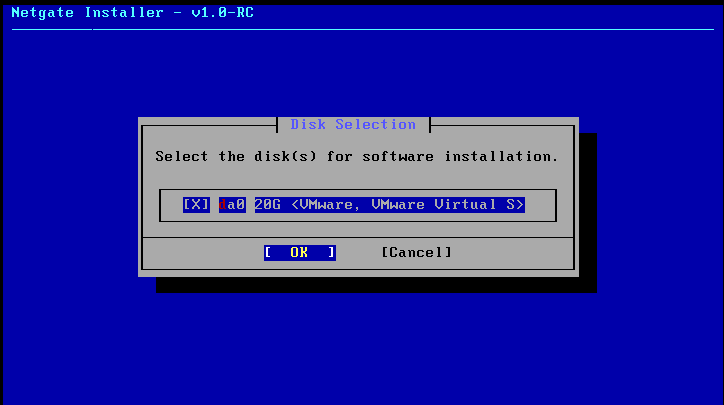 Netgate Installer - v1.0-RC
Disk Selection
Select the disk(s) for software installation.
[X] da0 20G <VMware, VMware Virtual S>
[ OK ] [Cancel]